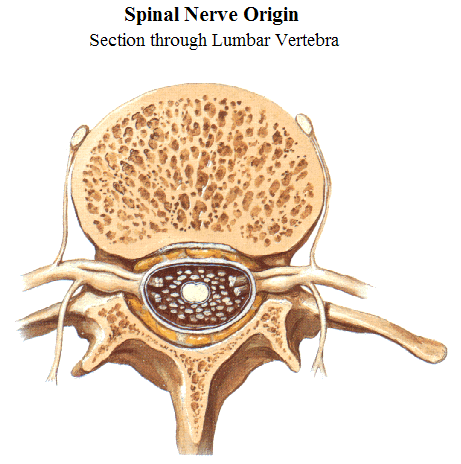 Spinal Nerve Origin
Section through Lumbar Vertebra